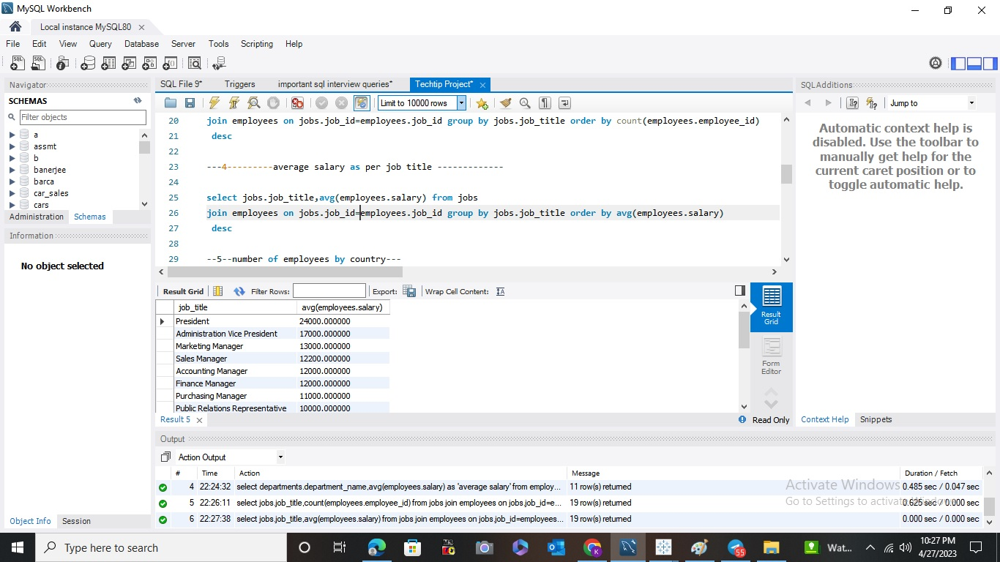 MySQL Workbench
Local instance MySQL80
File Edit View Query Database Server Tools Scripting Help
Navigator
SCHEMAS
Filter objects
a
assmt
b
banerjee
barca
car_sales
cars
Administration Schemas
Information
No object selected
Object Info Session
SQL File 9* Triggers important sql interview queries* Techtip Project*
Limit to 10000 rows
20 join employees on jobs.job_id=employees.job_id group by jobs.job_title order by count(employees.employee_id)
21 desc
22
23 ---4---------average salary as per job title -------------
24
25 select jobs.job_title,avg(employees.salary) from jobs
26 join employees on jobs.job_id=employees.job_id group by jobs.job_title order by avg(employees.salary)
27 desc
28
29 --5--number of employees by country---
Result Grid Filter Rows: Export: Wrap Cell Content:
job_title avg(employees.salary)
President 24000.000000
Administration Vice President 17000.000000
Marketing Manager 13000.000000
Sales Manager 12200.000000
Accounting Manager 12000.000000
Finance Manager 12000.000000
Purchasing Manager 11000.000000
Public Relations Representative 10000.000000
Result Grid
Form Editor
Result 5
Read Only
SQLAdditions
Jump to
Automatic context help is
disabled. Use the toolbar to
manually get help for the
current caret position or to
toggle automatic help.
Context Help Snippets
Output
Action Output
# Time Action Message Duration / Fetch
4 22:24:32 select departments.department_name,avg(employees.salary) as 'average salary' from employ... 11 row(s) returned 0.485 sec / 0.047 sec
5 22:26:11 select jobs.job_title,count(employees.employee_id) from jobs join employees on jobs.job_id=e... 19 row(s) returned 0.625 sec / 0.000 sec
6 22:27:38 select jobs.job_title,avg(employees.salary) from jobs join employees on jobs.job_id=employees... 19 row(s) returned 0.000 sec / 0.000 sec
Activate Windows
Go to Settings to activate Windows.
Type here to search
55
Wat...
10:27 PM
4/27/2023